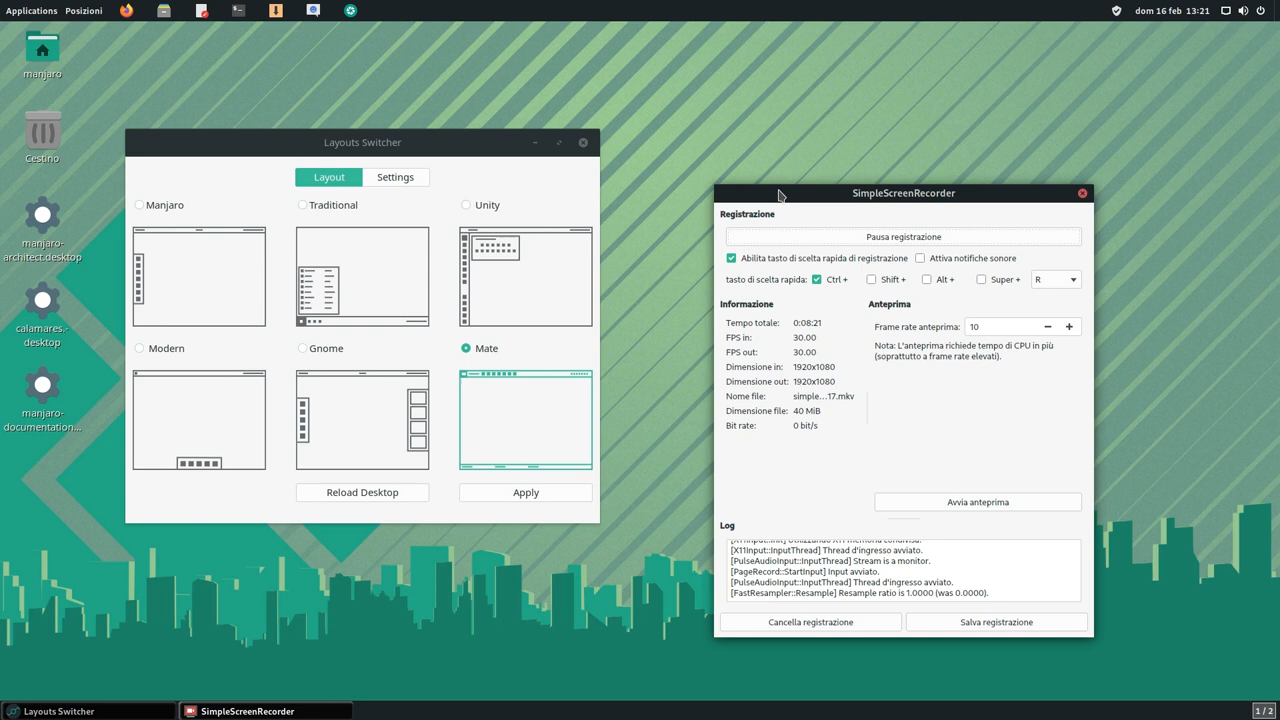 Applications Posizioni
dom 16 feb 13:21
manjaro
Cestino
manjaro-
architect.desktop
calamares.-
desktop
manjaro-
documentation...
Layouts Switcher
Layout Settings
Manjaro Traditional Unity
Modern Gnome Mate
Reload Desktop Apply
SimpleScreenRecorder
Registrazione
Pausa registrazione
Abilita tasto di scelta rapida di registrazione Attiva notifiche sonore
tasto di scelta rapida: Ctrl + Shift + Alt + Super + R
Informazione
Tempo totale: 0:08:21
FPS in: 30.00
FPS out: 30.00
Dimensione in: 1920x1080
Dimensione out: 1920x1080
Nome file: simple...17.mkv
Dimensione file: 40 MiB
Bit rate: 0 bit/s
Anteprima
Frame rate anteprima: 10
Nota: L'anteprima richiede tempo di CPU in più
(soprattutto a frame rate elevati).
Avvia anteprima
Log
[X11Input::Init] Utilizzando X11 memoria condivisa.
[X11Input::InputThread] Thread d'ingresso avviato.
[PulseAudioInput::InputThread] Stream is a monitor.
[PageRecord::StartInput] Input avviato.
[PulseAudioInput::InputThread] Thread d'ingresso avviato.
[FastResampler::Resample] Resample ratio is 1.0000 (was 0.0000).
Cancella registrazione Salva registrazione
Layouts Switcher SimpleScreenRecorder 1 / 2